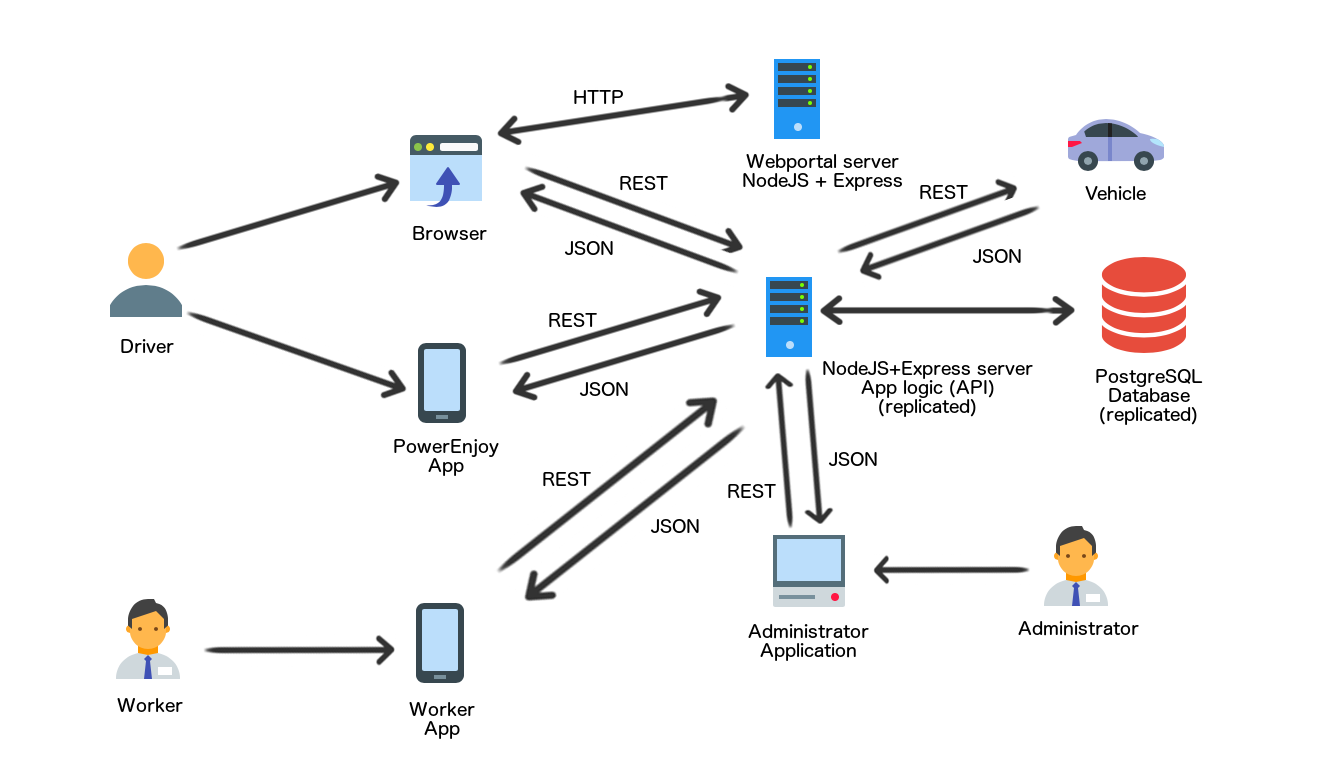 HTTP
Webportal server
NodeJS + Express
REST
REST
Vehicle
Browser
JSON
JSON
Driver
REST
JSON
NodeJS+Express server
App logic (API)
(replicated)
PostgreSQL
Database
(replicated)
PowerEnjoy
App
REST
JSON
REST
JSON
Administrator
Application
Administrator
Worker
Worker
App